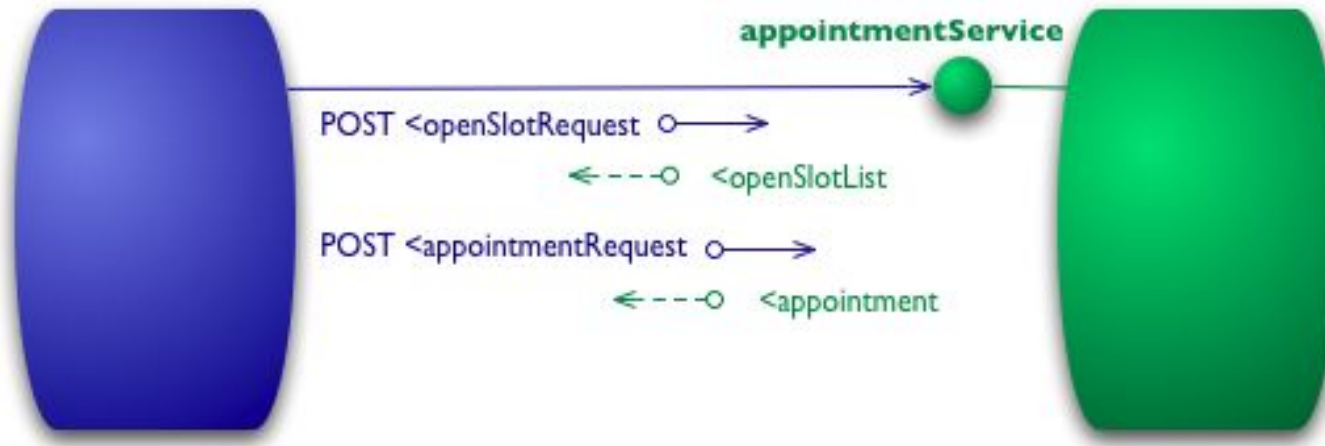 appointmentService
POST <openSlotRequest
<openSlotList
POST <appointmentRequest
<appointment